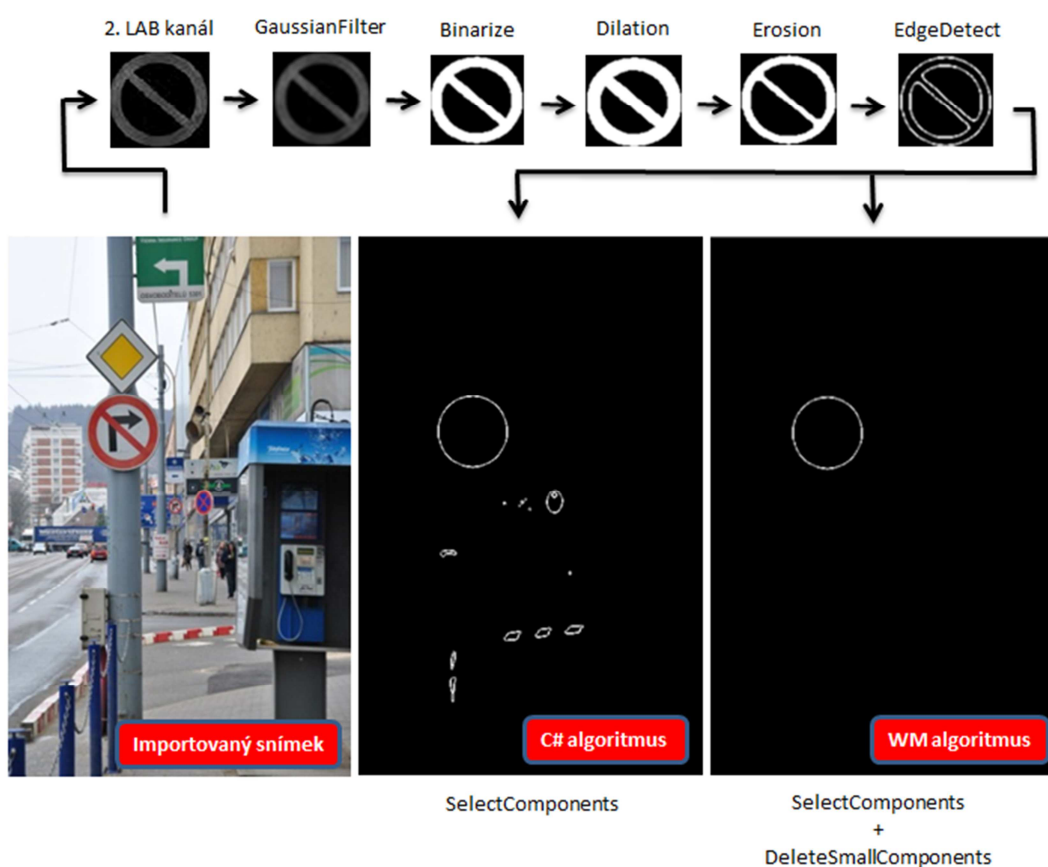 2. LAB kanál
GaussianFilter
Binarize
Dilation
Erosion
EdgeDetect
Importovaný snímek
C# algoritmus
WM algoritmus
SelectComponents
SelectComponents
+
DeleteSmallComponents